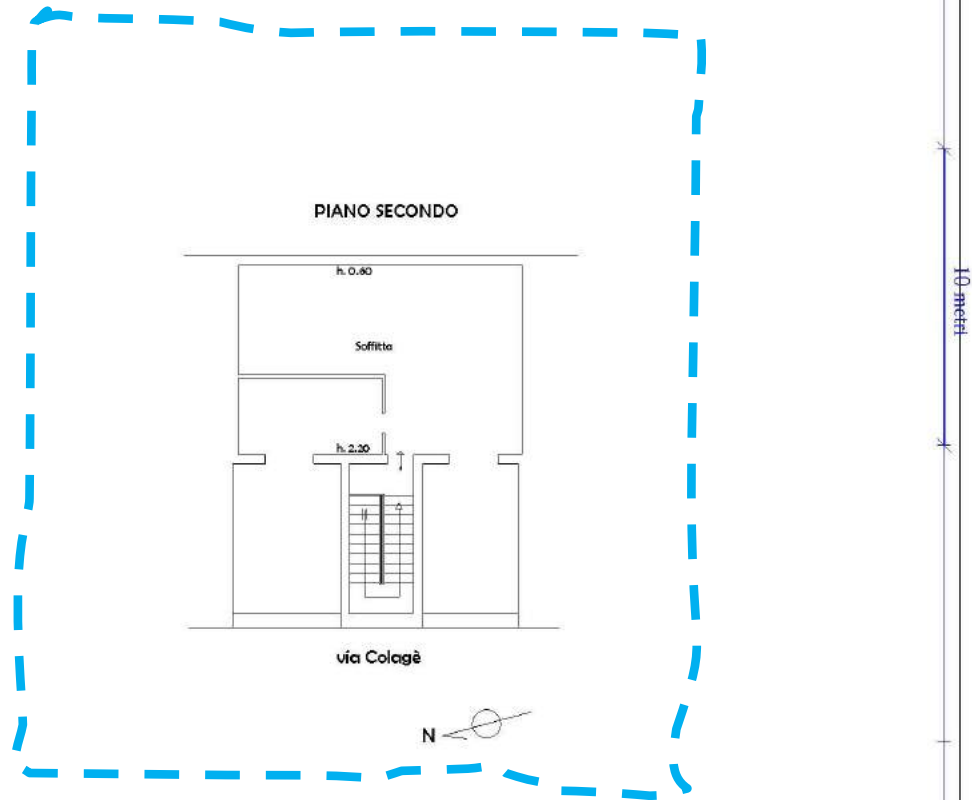 PIANO SECONDO
h. 0.60
Soffitta
h. 2.20
via Colagè
N
10 metri